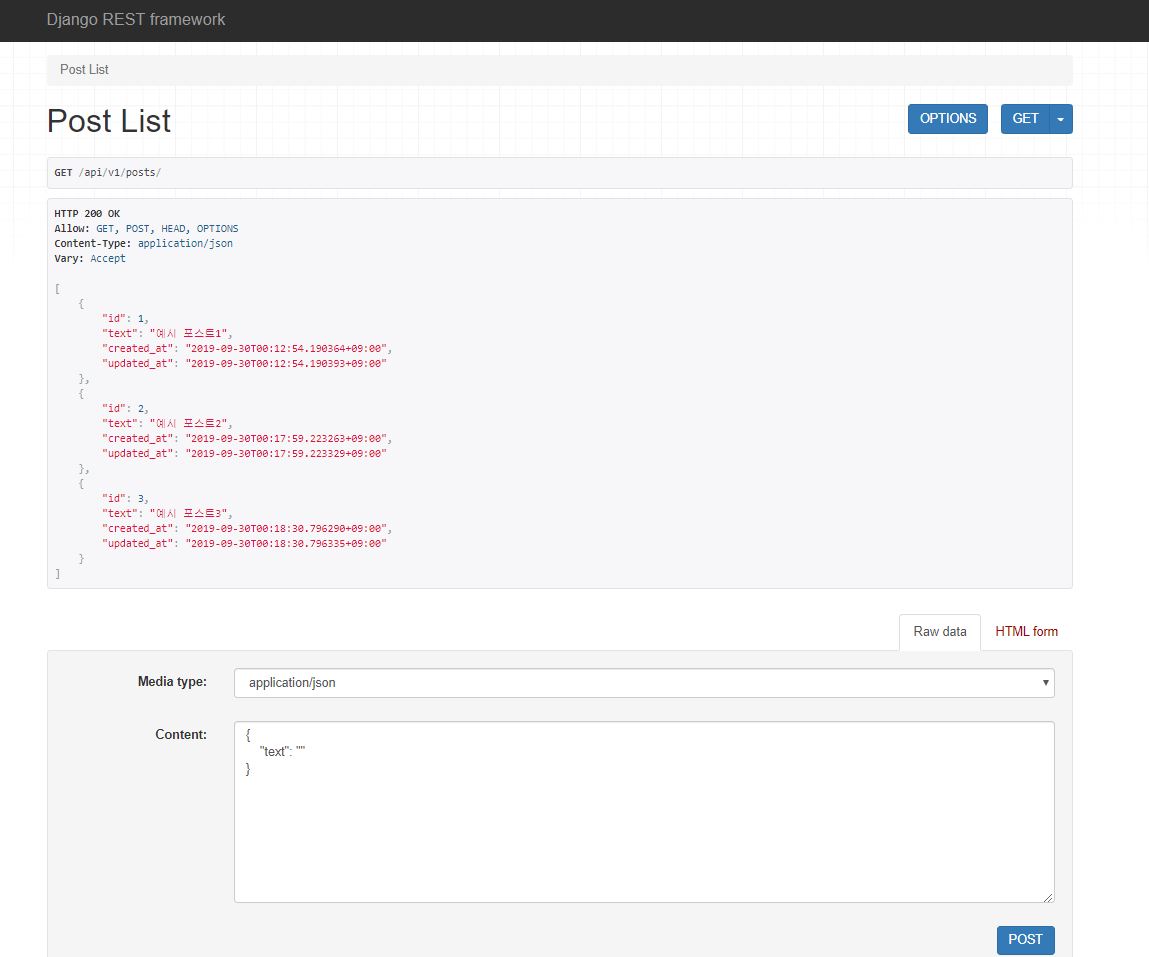 Django REST framework
Post List
Post List
OPTIONS
GET
GET /api/v1/posts/
HTTP 200 OK
Allow: GET, POST, HEAD, OPTIONS
Content-Type: application/json
Vary: Accept
[
{
"id": 1,
"text": "예시 포스트1",
"created_at": "2019-09-30T00:12:54.190364+09:00",
"updated_at": "2019-09-30T00:12:54.190393+09:00"
},
{
"id": 2,
"text": "예시 포스트2",
"created_at": "2019-09-30T00:17:59.223263+09:00",
"updated_at": "2019-09-30T00:17:59.223329+09:00"
},
{
"id": 3,
"text": "예시 포스트3",
"created_at": "2019-09-30T00:18:30.796290+09:00",
"updated_at": "2019-09-30T00:18:30.796335+09:00"
}
]
Raw data
HTML form
Media type:
application/json
Content:
{
"text": ""
}
POST